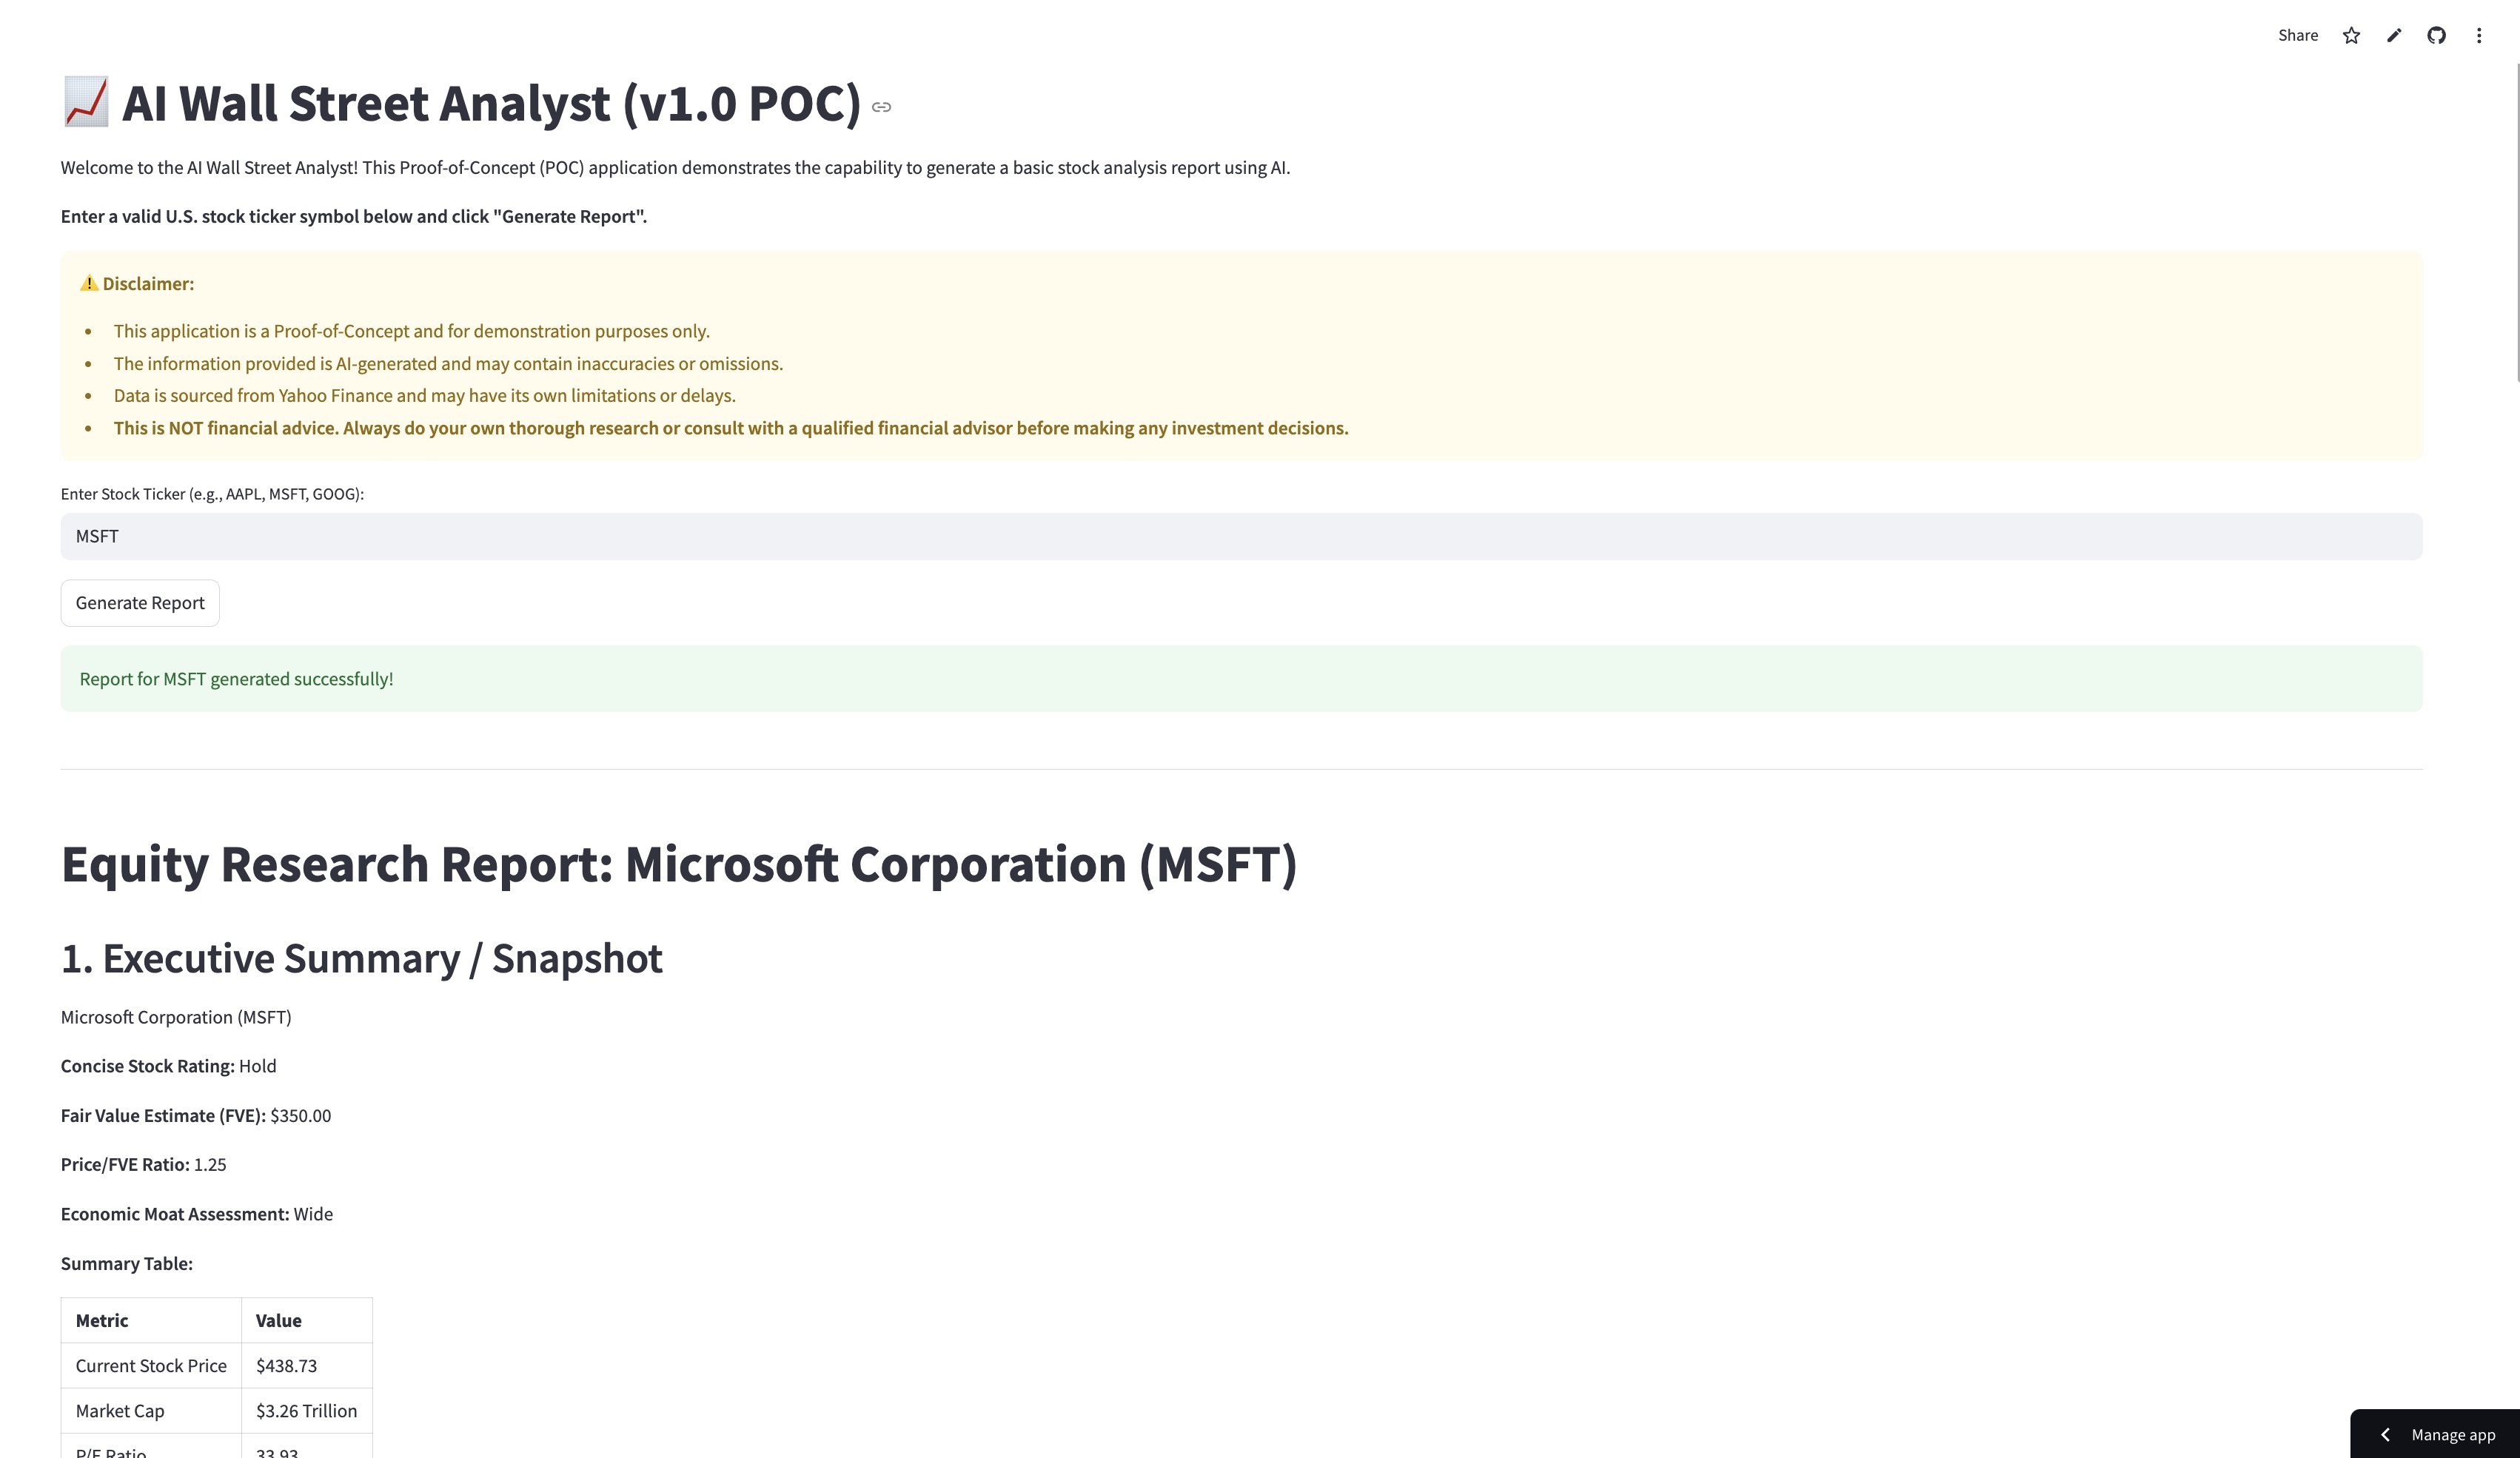 Share
AI Wall Street Analyst (v1.0 POC)
Welcome to the AI Wall Street Analyst! This Proof-of-Concept (POC) application demonstrates the capability to generate a basic stock analysis report using AI.
Enter a valid U.S. stock ticker symbol below and click "Generate Report".
Disclaimer:
This application is a Proof-of-Concept and for demonstration purposes only.
The information provided is AI-generated and may contain inaccuracies or omissions.
Data is sourced from Yahoo Finance and may have its own limitations or delays.
This is NOT financial advice. Always do your own thorough research or consult with a qualified financial advisor before making any investment decisions.
Enter Stock Ticker (e.g., AAPL, MSFT, GOOG):
MSFT
Generate Report
Report for MSFT generated successfully!
Equity Research Report: Microsoft Corporation (MSFT)
1. Executive Summary / Snapshot
Microsoft Corporation (MSFT)
Concise Stock Rating: Hold
Fair Value Estimate (FVE): $350.00
Price/FVE Ratio: 1.25
Economic Moat Assessment: Wide
Summary Table:
Metric Value
Current Stock Price $438.73
Market Cap $3.26 Trillion
P/E Ratio 33.93
Manage app